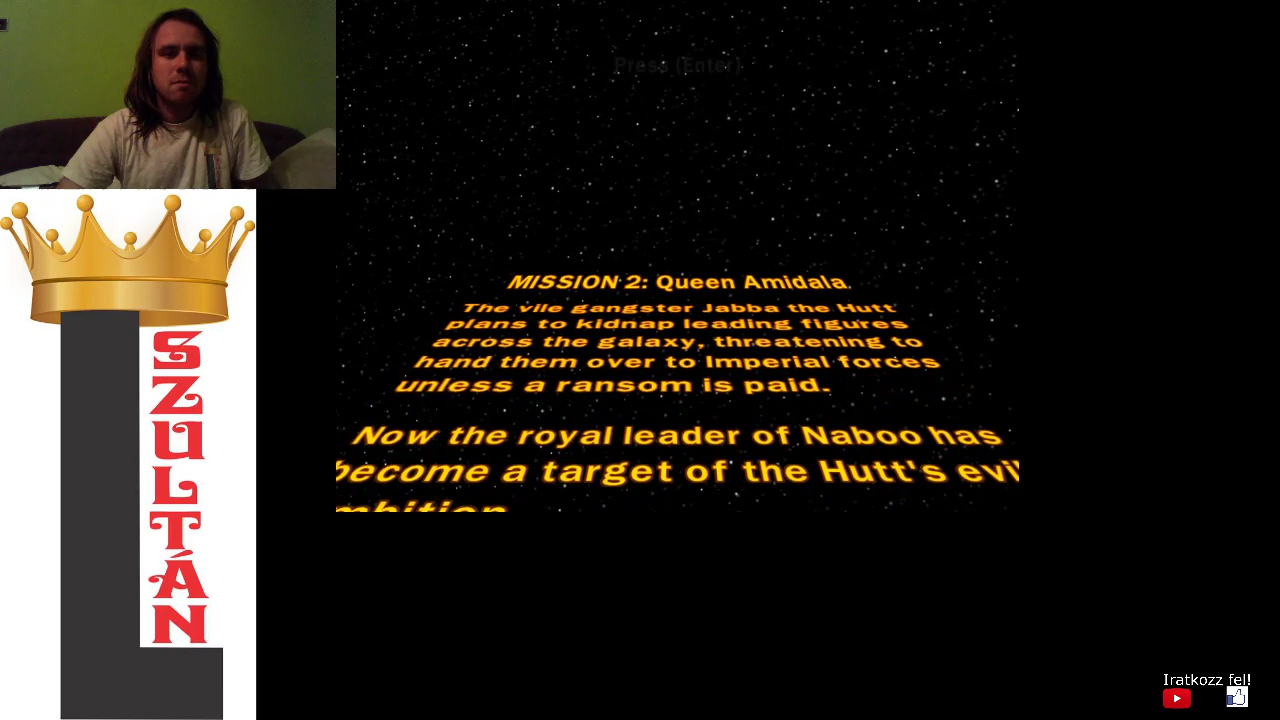 Press (Enter)
MISSION 2: Queen Amidala
The vile gangster Jabba the Hutt
plans to kidnap leading figures
across the galaxy, threatening to
hand them over to Imperial forces
unless a ransom is paid.
Now the royal leader of Naboo has
become a target of the Hutt's evil
mbition
L
SZULTÁN
Iratkozz fel!